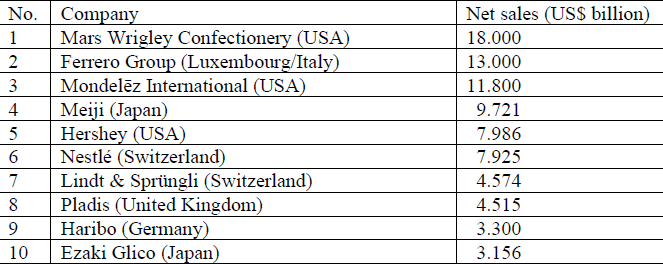 No. Company Net sales (US$ billion)
1 Mars Wrigley Confectionery (USA) 18.000
2 Ferrero Group (Luxembourg/Italy) 13.000
3 Mondelēz International (USA) 11.800
4 Meiji (Japan) 9.721
5 Hershey (USA) 7.986
6 Nestlé (Switzerland) 7.925
7 Lindt & Sprüngli (Switzerland) 4.574
8 Pladis (United Kingdom) 4.515
9 Haribo (Germany) 3.300
10 Ezaki Glico (Japan) 3.156